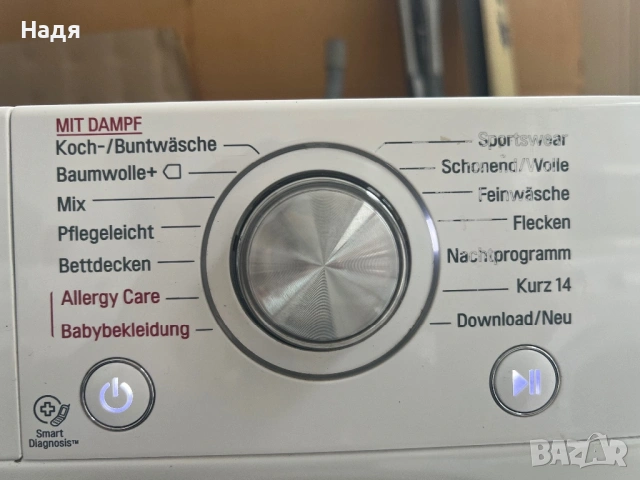 Надя
MIT DAMPF
Koch-/Buntwäsche
Baumwolle+
Mix
Pflegeleicht
Bettdecken
Allergy Care
Babybekleidung
Sportswear
Schonend/Wolle
Feinwäsche
Flecken
Nachtprogramm
Kurz 14
Download/Neu
Smart
Diagnosis™
BAZAR